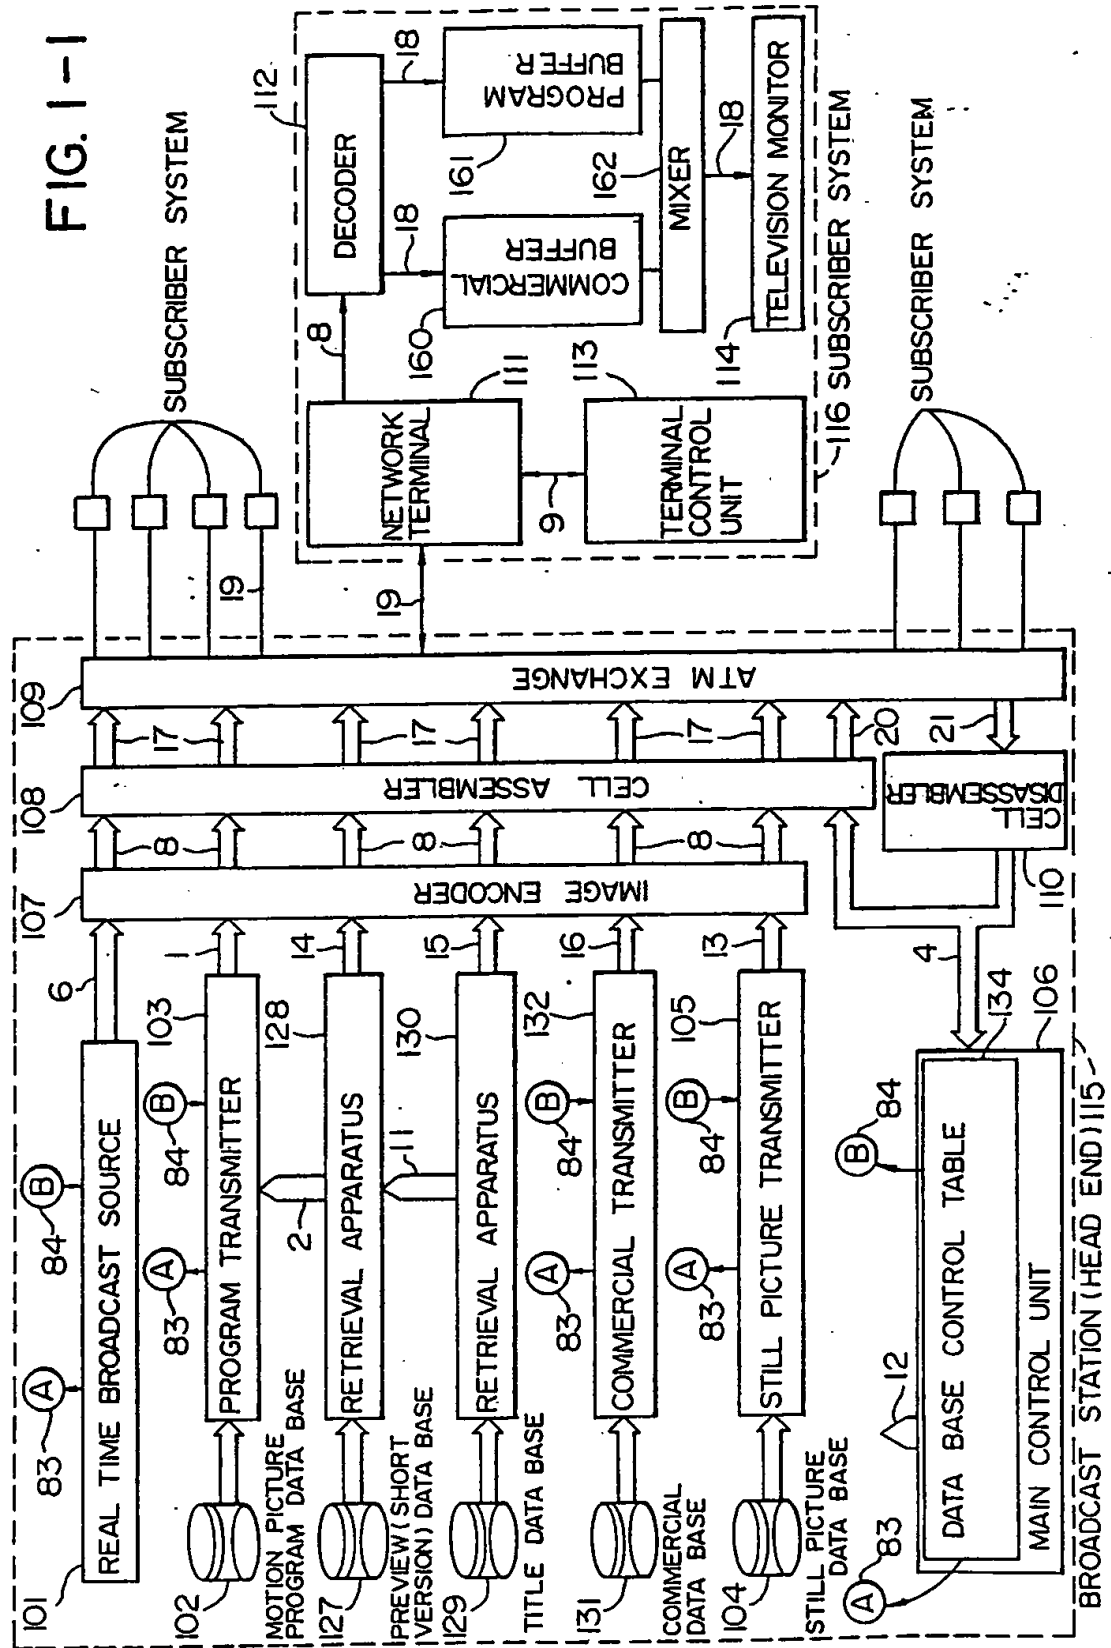 FIG. 1-1
101
83
A
REAL TIME BROADCAST SOURCE
84
B
6
107
108
109
102
MOTION PICTURE
PROGRAM DATA BASE
83
A
PROGRAM TRANSMITTER
84
B
103
1
127
PREVIEW (SHORT
VERSION) DATA BASE
RETRIEVAL APPARATUS
2
128
14
129
TITLE DATA BASE
RETRIEVAL APPARATUS
11
130
15
131
COMMERCIAL
DATA BASE
83
A
COMMERCIAL TRANSMITTER
84
B
132
16
104
STILL PICTURE
DATA BASE
83
A
STILL PICTURE TRANSMITTER
84
B
105
13
IMAGE ENCODER
8
8
8
CELL ASSEMBLER
17
17
17
20
21
ATM EXCHANGE
CELL
DISASSEMBLER
110
4
134
106
83
A
12
84
B
DATA BASE CONTROL TABLE
MAIN CONTROL UNIT
BROADCAST STATION (HEAD END) 115
19
SUBSCRIBER SYSTEM
19
NETWORK
TERMINAL
111
8
9
TERMINAL
CONTROL
UNIT
113
112
DECODER
18
18
160
COMMERCIAL
BUFFER
161
PROGRAM
BUFFER
MIXER
162
18
114
TELEVISION MONITOR
116 SUBSCRIBER SYSTEM
SUBSCRIBER SYSTEM